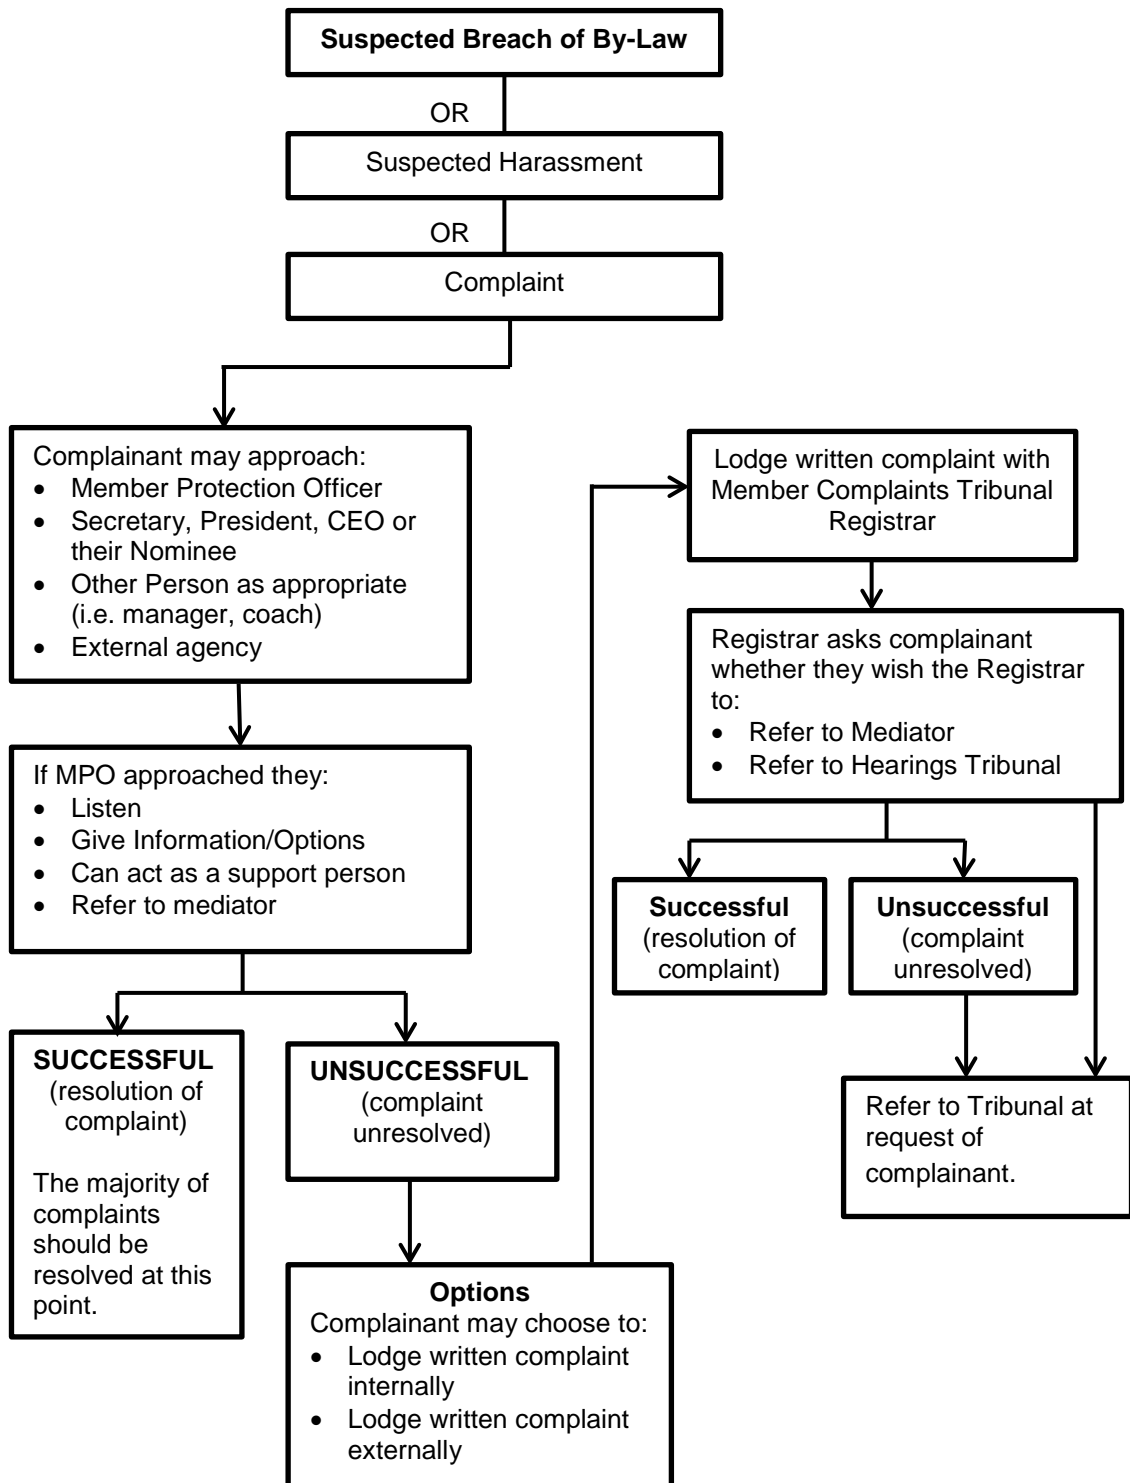 Suspected Breach of By-Law
OR
Suspected Harassment
OR
Complaint
Complainant may approach:
• Member Protection Officer
• Secretary, President, CEO or
their Nominee
• Other Person as appropriate
(i.e. manager, coach)
• External agency
If MPO approached they:
• Listen
• Give Information/Options
• Can act as a support person
• Refer to mediator
SUCCESSFUL
(resolution of
complaint)
The majority of
complaints
should be
resolved at this
point.
UNSUCCESSFUL
(complaint
unresolved)
Options
Complainant may choose to:
• Lodge written complaint
internally
• Lodge written complaint
externally
Lodge written complaint with
Member Complaints Tribunal
Registrar
Registrar asks complainant
whether they wish the Registrar
to:
• Refer to Mediator
• Refer to Hearings Tribunal
Successful
(resolution of
complaint)
Unsuccessful
(complaint
unresolved)
Refer to Tribunal at
request of
complainant.